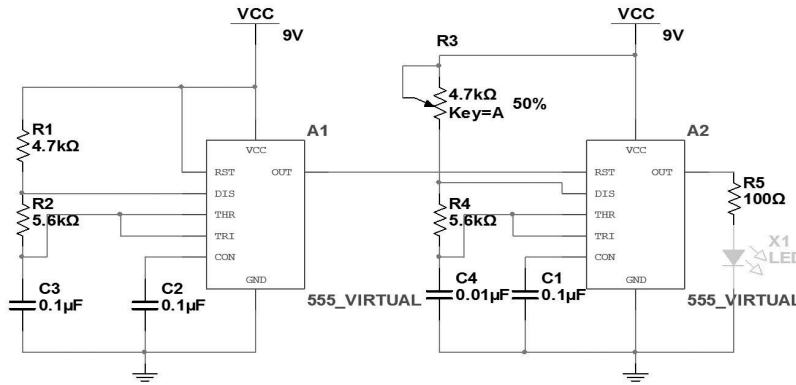 VCC
9V
R1
4.7kΩ
R2
5.6kΩ
C3
0.1µF
C2
0.1µF
A1
VCC
RST
OUT
DIS
THR
TRI
CON
GND
555_VIRTUAL
R3
4.7kΩ
Key=A
50%
R4
5.6kΩ
C4
0.01µF
C1
0.1µF
VCC
9V
A2
VCC
RST
OUT
DIS
THR
TRI
CON
GND
555_VIRTUAL
R5
100Ω
X1
LED